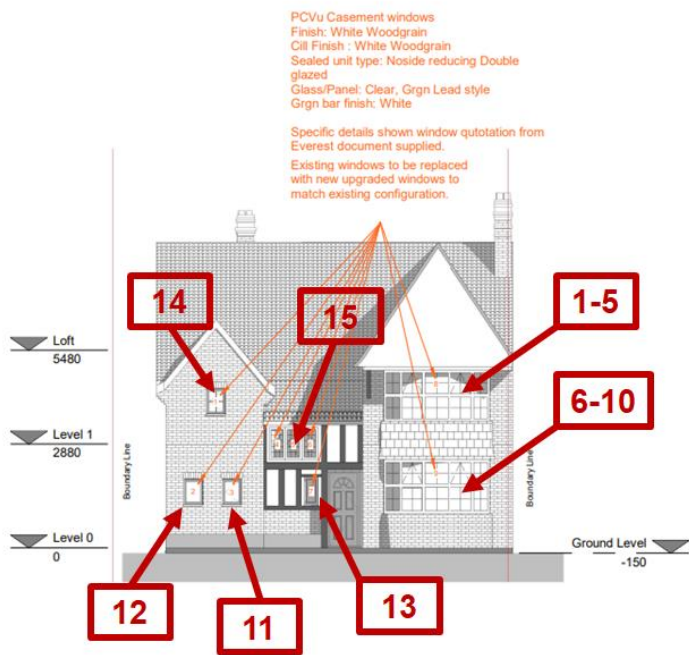 PCVu Casement windows
Finish: White Woodgrain
Cill Finish : White Woodgrain
Sealed unit type: Noside reducing Double
glazed
Glass/Panel: Clear, Grgn Lead style
Grgn bar finish: White
Specific details shown window qutotation from
Everest document supplied.
Existing windows to be replaced
with new upgraded windows to
match existing configuration.
14
15
1-5
Loft
5480
6-10
Level 1
2880
Boundary Line
Boundary Line
2
3
Level 0
0
Ground Level
-150
12
11
13